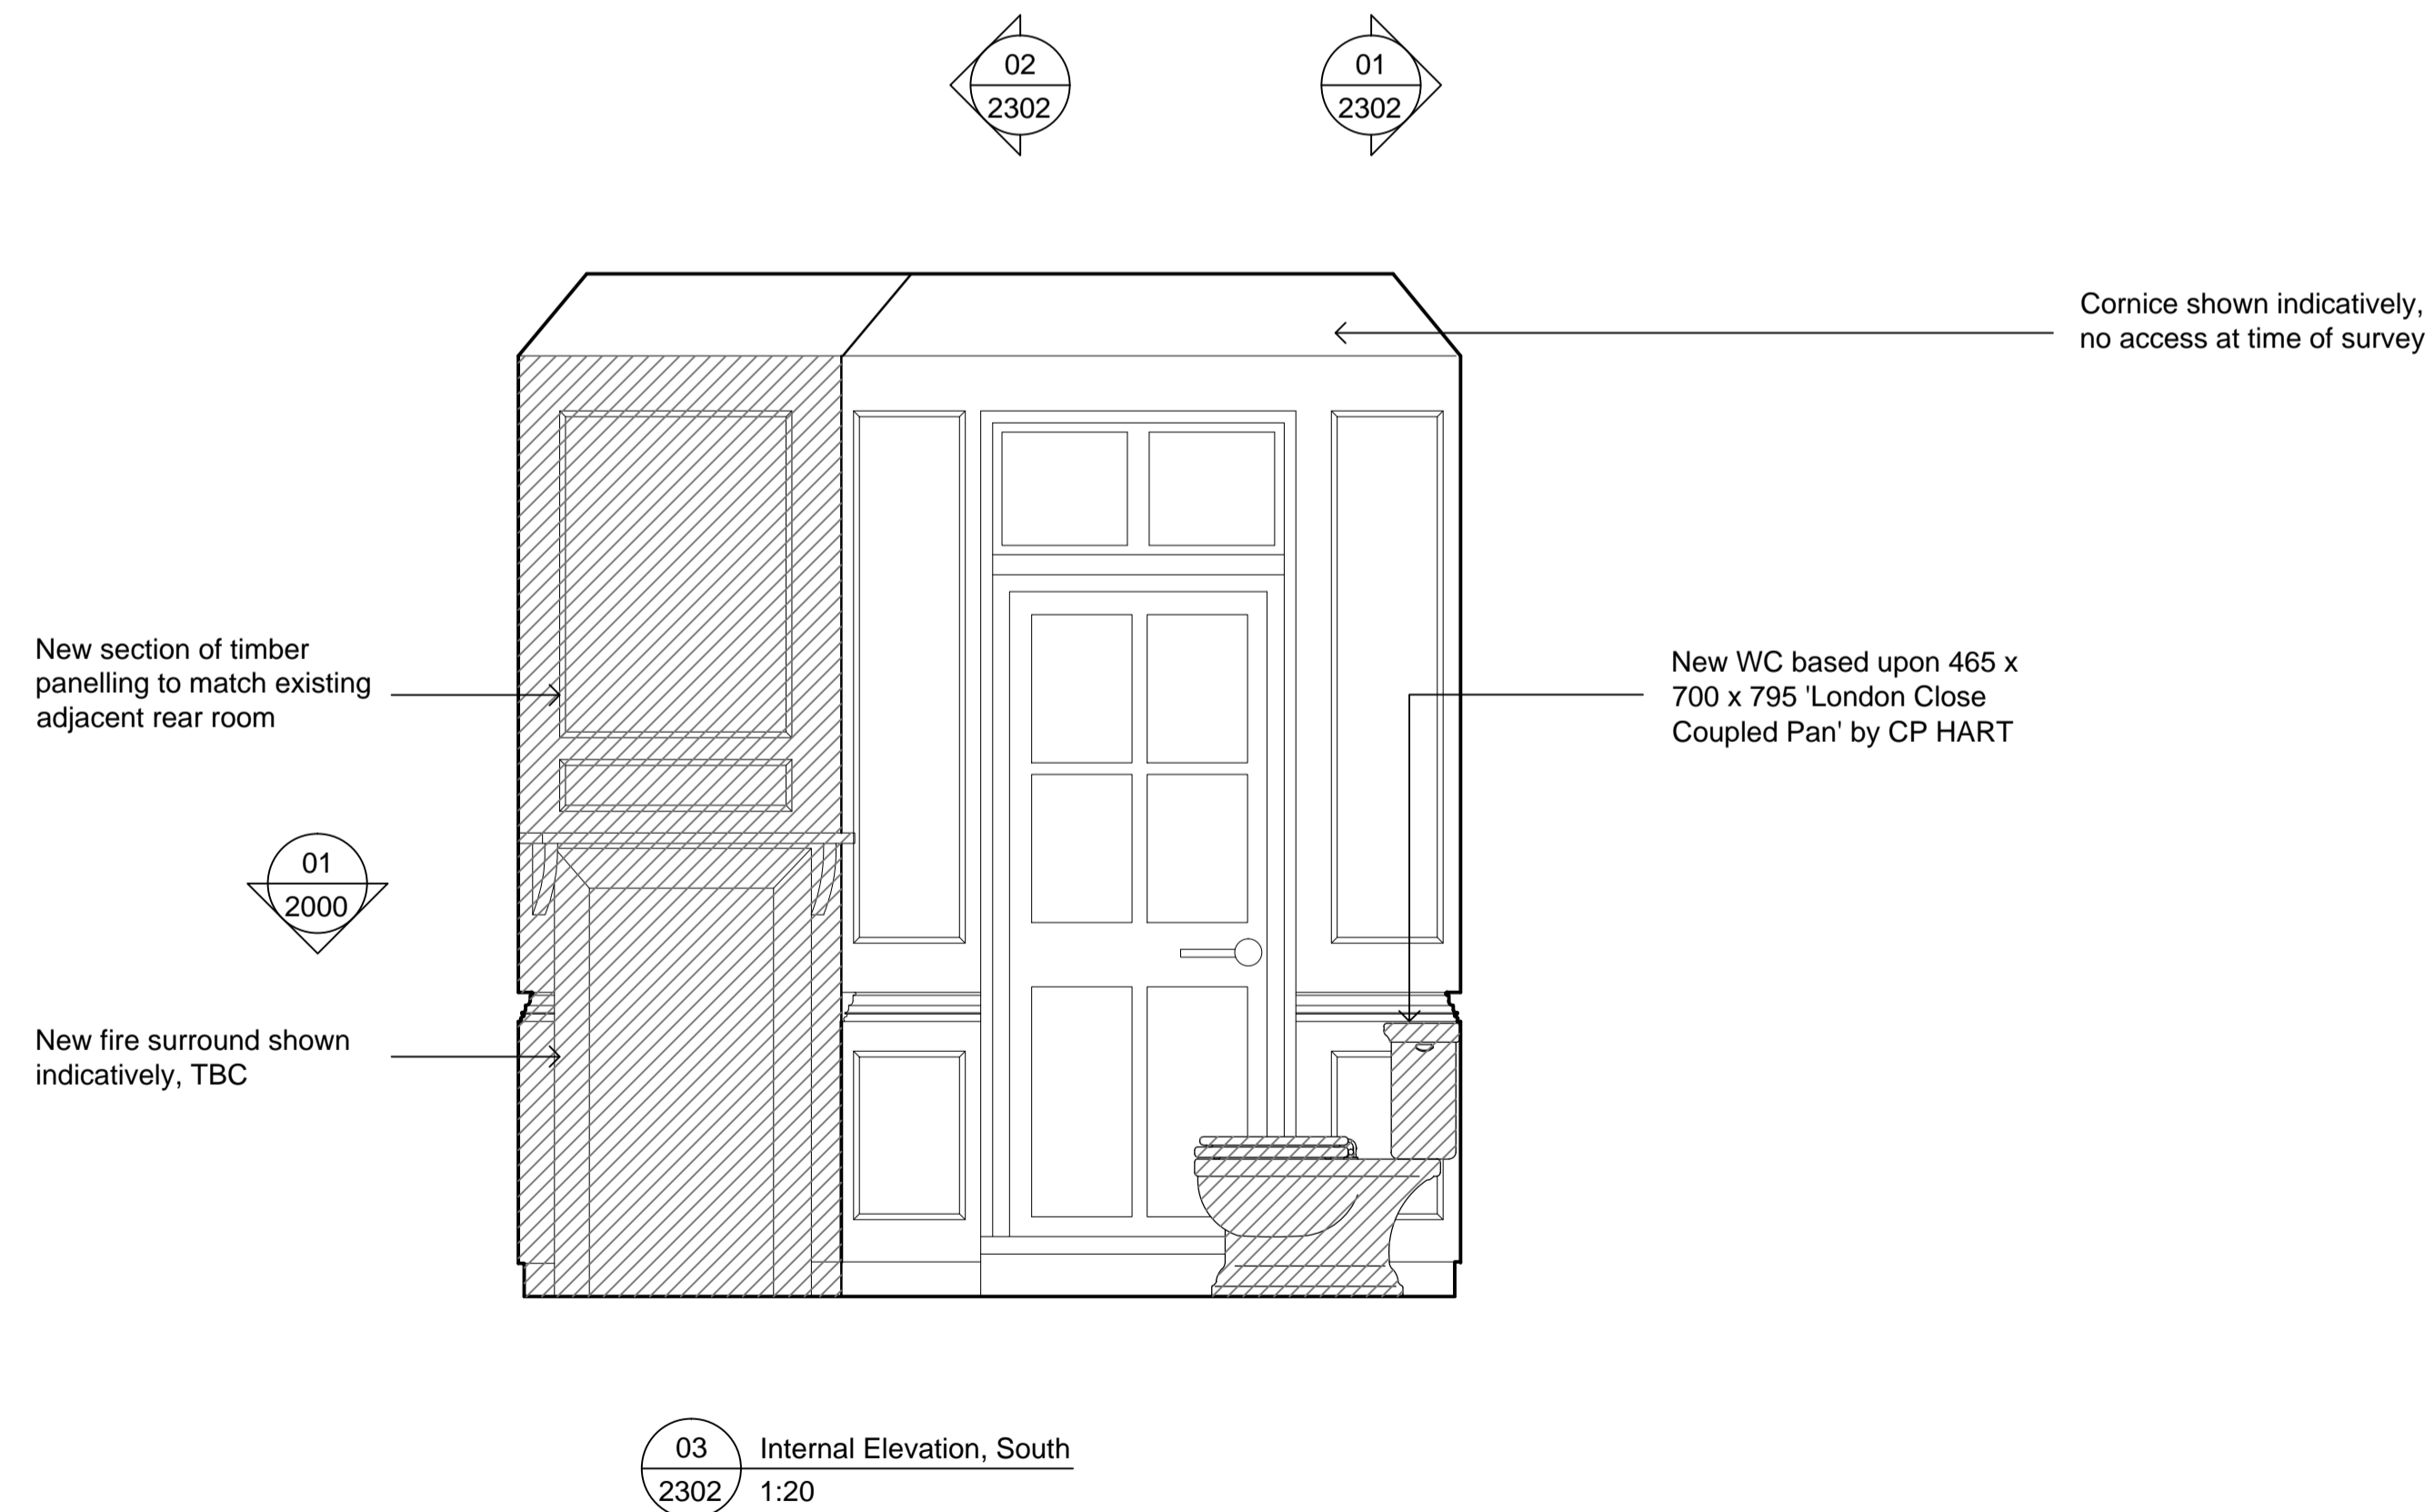 02
2302
01
2302
Cornice shown indicatively,
no access at time of survey
New section of timber
panelling to match existing
adjacent rear room
New WC based upon 465 x
700 x 795 'London Close
Coupled Pan' by CP HART
01
2000
New fire surround shown
indicatively, TBC
03
2302
Internal Elevation, South
1:20